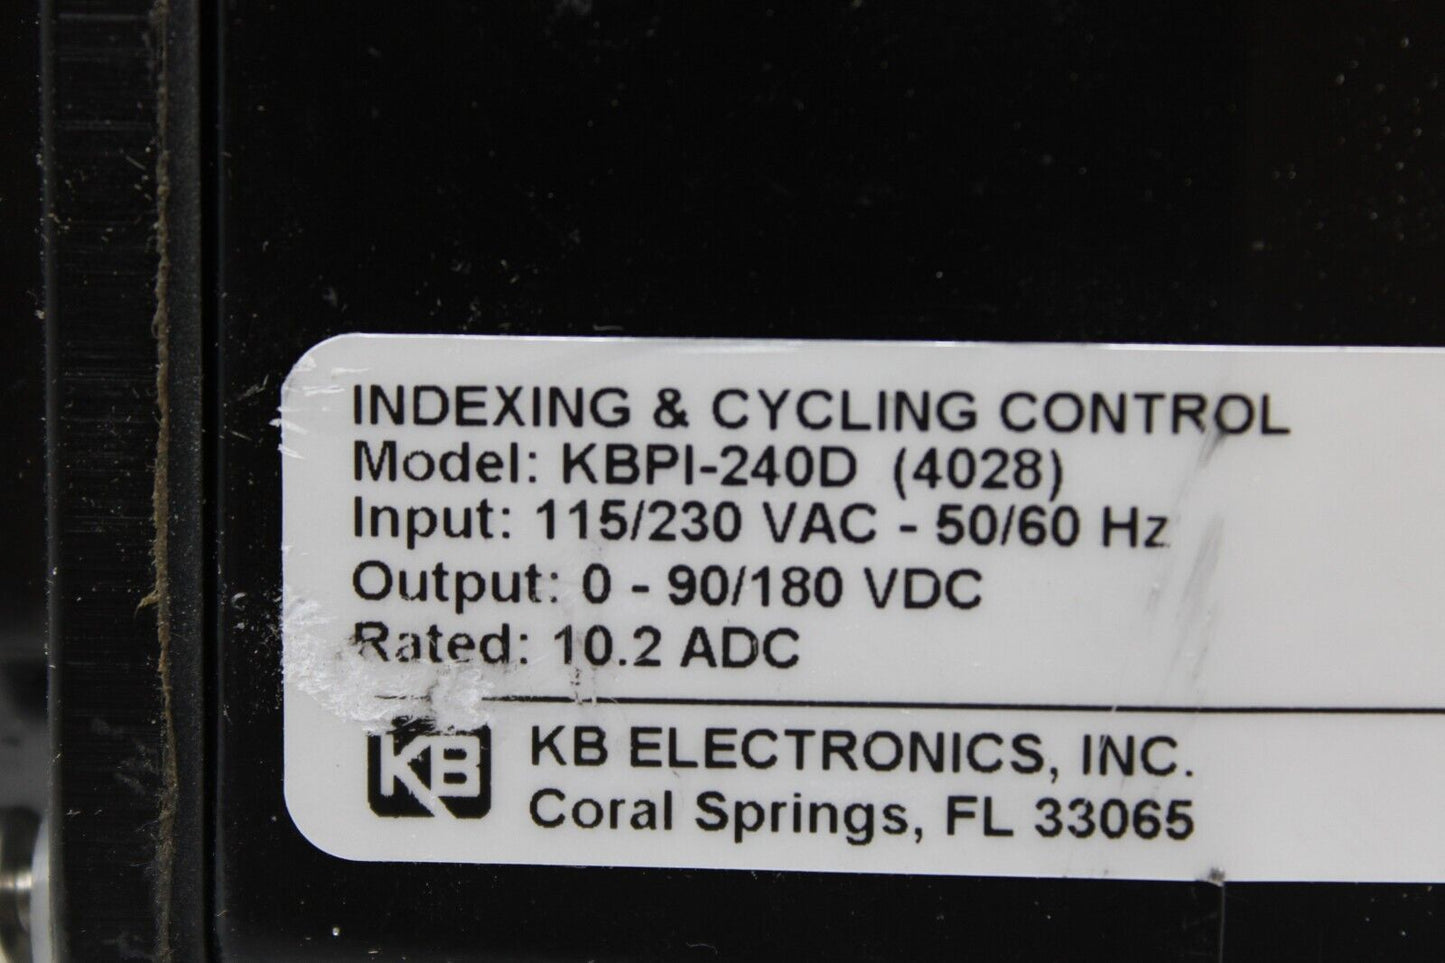 INDEXING & CYCLING CONTROL
Model: KBPI-240D (4028)
Input: 115/230 VAC - 50/60 Hz
Output: 0 - 90/180 VDC
Rated: 10.2 ADC
KB
KB ELECTRONICS, INC.
Coral Springs, FL 33065